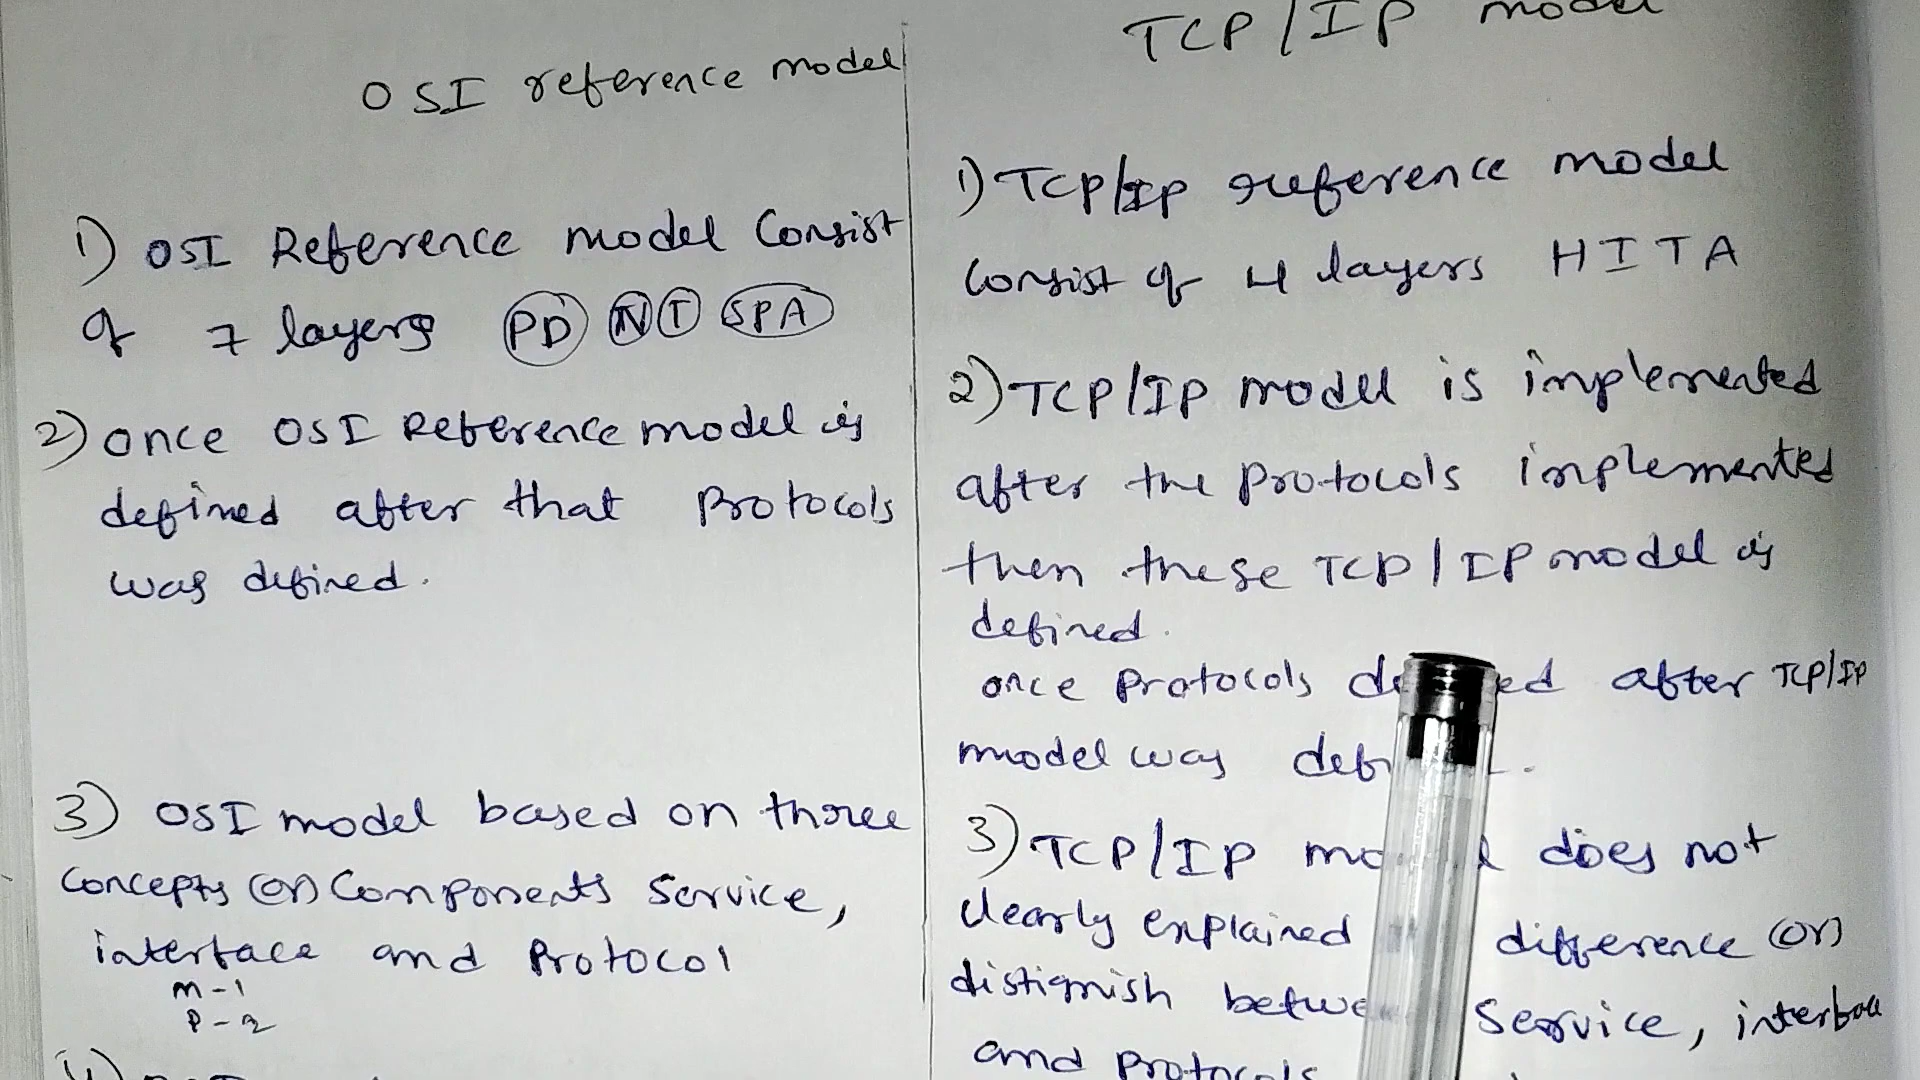 OSI reference model
1) OSI Reference model Consist
of 7 layers PD N T SPA
2) once OSI Reference model is
defined after that Protocols
was defined.
3) OSI model based on three
concepts (or) Components Service,
interface and Protocol
m-1
P-2
TCP/IP model
1) TCP/IP reference model
Consist of 4 layers HITA
2) TCP/IP model is implemented
after the Protocols implemented
then these TCP/IP model is
defined.
once Protocols after TCP/IP
model was
3) TCP/IP does not
clearly explained difference (or)
distignish Service, interface
and Protocols